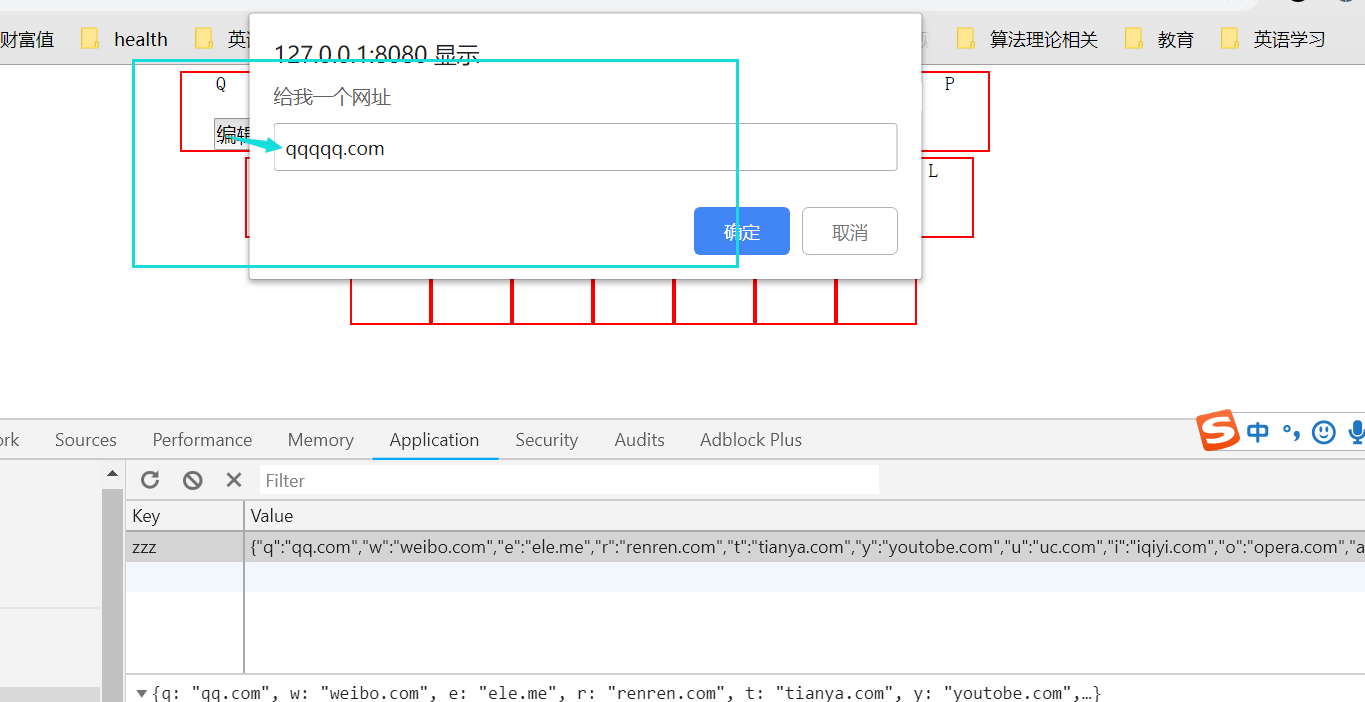 财富值 health 英 算法理论相关 教育 英语学习
127.0.0.1:8080 显示
Q P
给我一个网址
编辑
qqqqq.com
L
确定 取消
ork Sources Performance Memory Application Security Audits Adblock Plus
中
Filter
Key Value
zzz {"q":"qq.com","w":"weibo.com","e":"ele.me","r":"renren.com","t":"tianya.com","y":"youtobe.com","u":"uc.com","i":"iqiyi.com","o":"opera.com","a
{q: "qq.com", w: "weibo.com", e: "ele.me", r: "renren.com", t: "tianya.com", y: "youtobe.com",…}